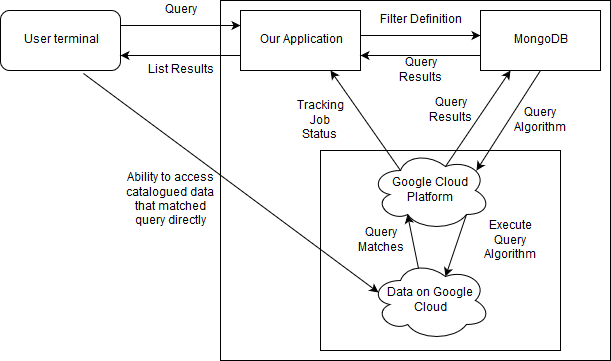 Query
Filter Definition
User terminal
Our Application
MongoDB
List Results
Query
Results
Tracking
Job
Status
Query
Results
Query
Algorithm
Ability to access
catalogued data
that matched
query directly
Google Cloud
Platform
Query
Matches
Execute
Query
Algorithm
Data on Google
Cloud